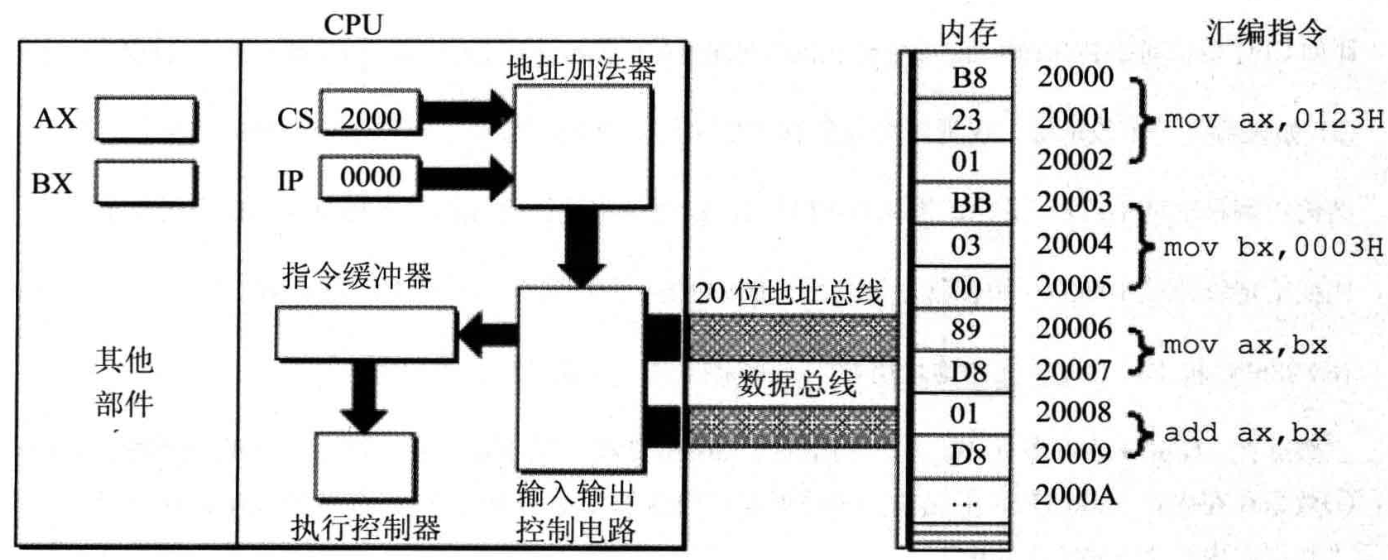 CPU
内存
汇编指令
地址加法器
AX
BX
CS
2000
IP
0000
指令缓冲器
其他
部件
执行控制器
输入输出
控制电路
20 位地址总线
数据总线
B8 20000
23 20001 mov ax,0123H
01 20002
BB 20003
03 20004 mov bx,0003H
00 20005
89 20006
mov ax,bx
D8 20007
01 20008
add ax,bx
D8 20009
… 2000A